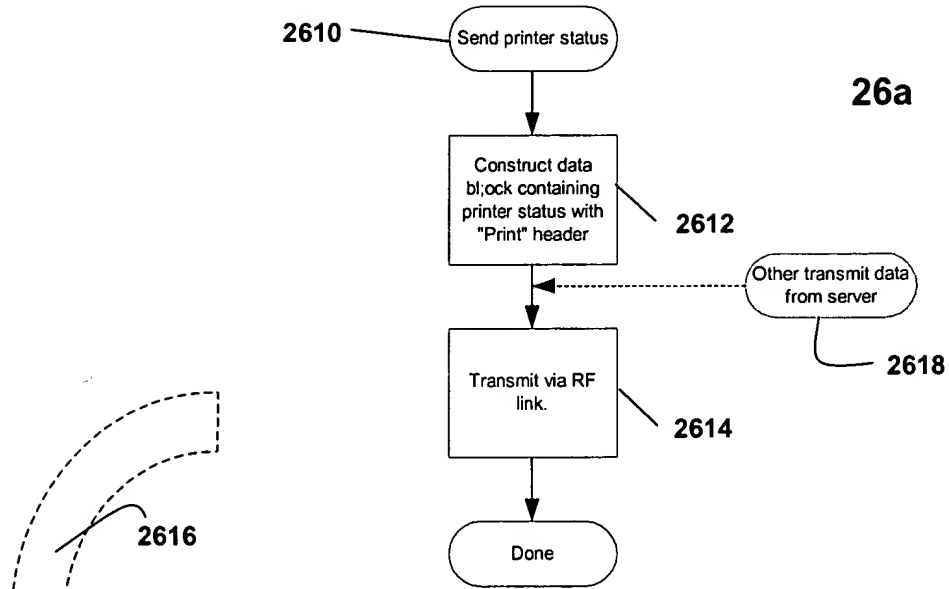 2610
Send printer status
26a
Construct data
bl;ock containing
printer status with
"Print" header
2612
Other transmit data
from server
2618
Transmit via RF
link.
2614
2616
Done